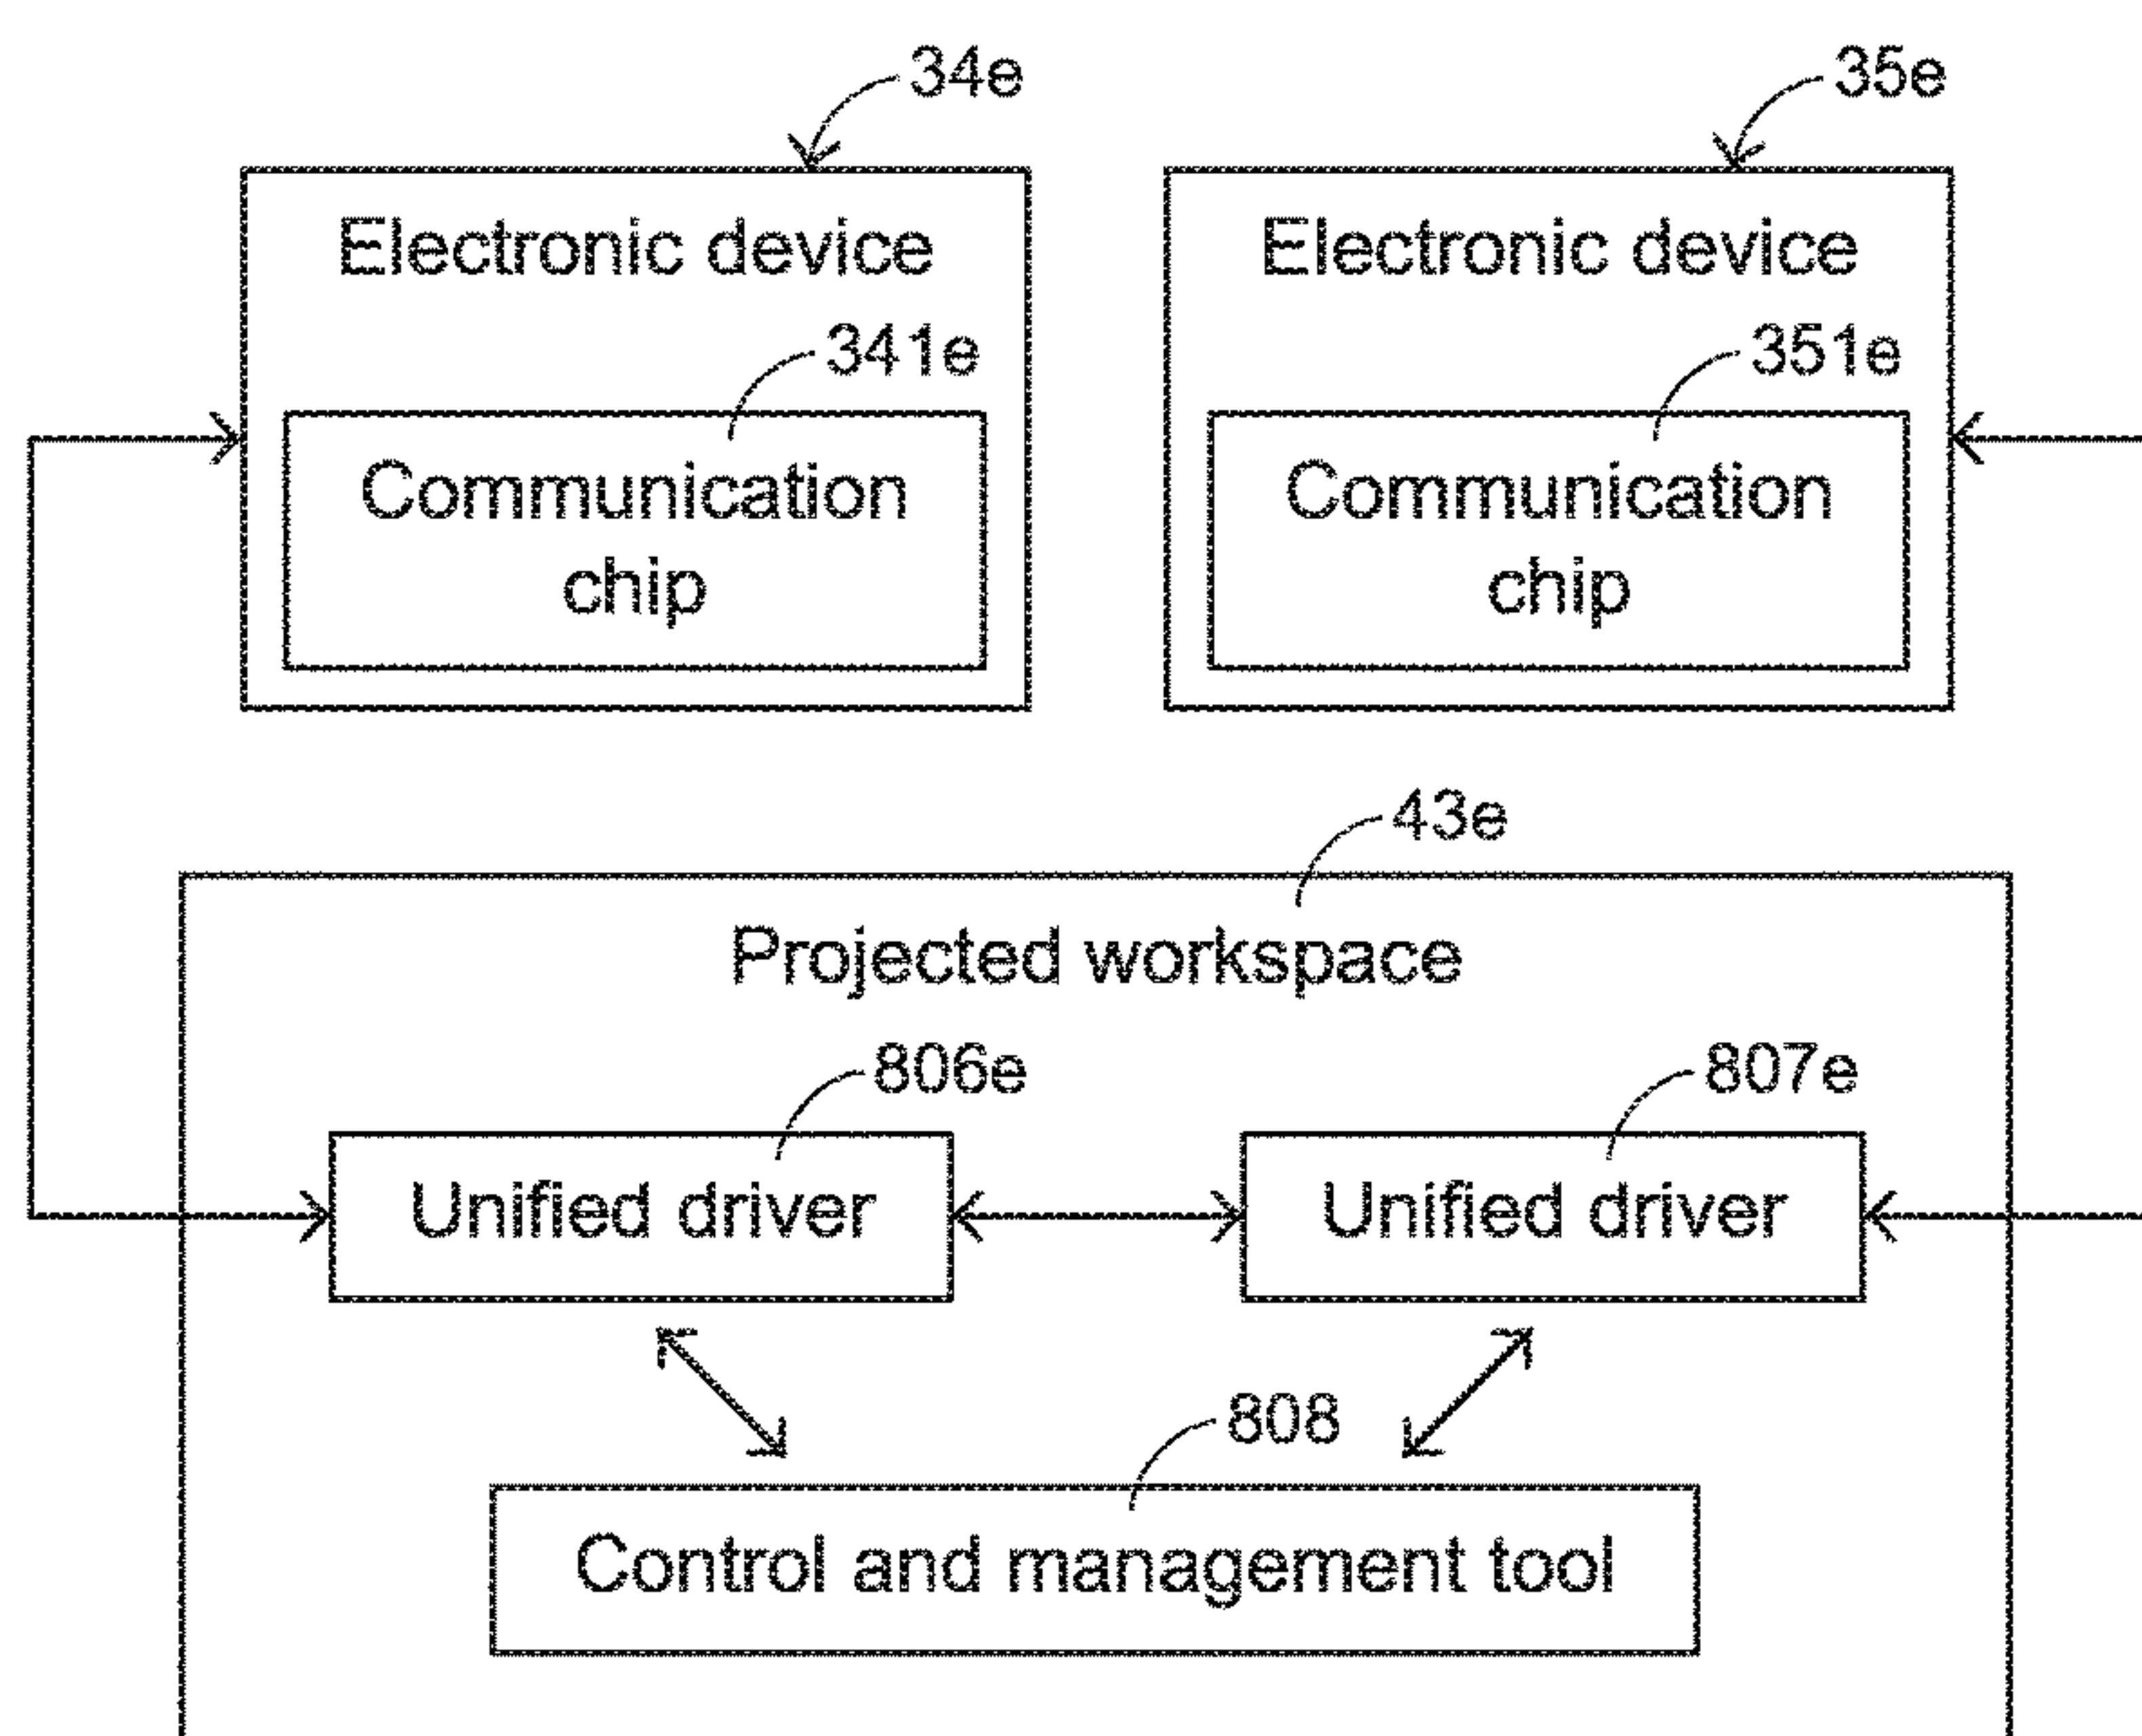 34e
35e
Electronic device
Electronic device
341e
351e
Communication
chip
Communication
chip
43e
Projected workspace
806e
807e
Unified driver
Unified driver
808
Control and management tool